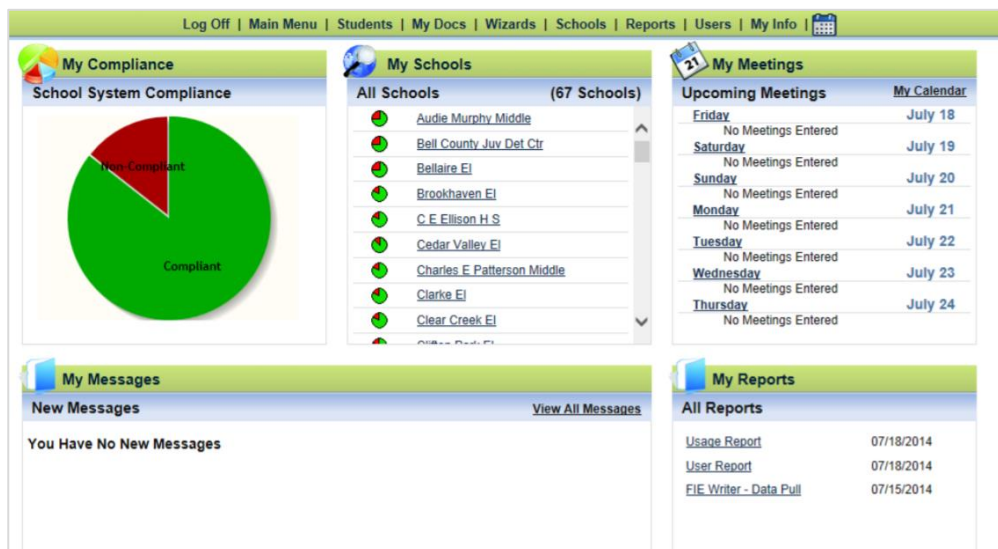 Log Off | Main Menu | Students | My Docs | Wizards | Schools | Reports | Users | My Info |
My Compliance
School System Compliance
Non-Compliant
Compliant
My Schools
All Schools (67 Schools)
Audie Murphy Middle
Bell County Juv Det Ctr
Bellaire El
Brookhaven El
C E Ellison H S
Cedar Valley El
Charles E Patterson Middle
Clarke El
Clear Creek El
21
My Meetings
Upcoming Meetings My Calendar
Friday July 18
No Meetings Entered
Saturday July 19
No Meetings Entered
Sunday July 20
No Meetings Entered
Monday July 21
No Meetings Entered
Tuesday July 22
No Meetings Entered
Wednesday July 23
No Meetings Entered
Thursday July 24
No Meetings Entered
My Messages
New Messages View All Messages
You Have No New Messages
My Reports
All Reports
Usage Report 07/18/2014
User Report 07/18/2014
FIE Writer - Data Pull 07/15/2014